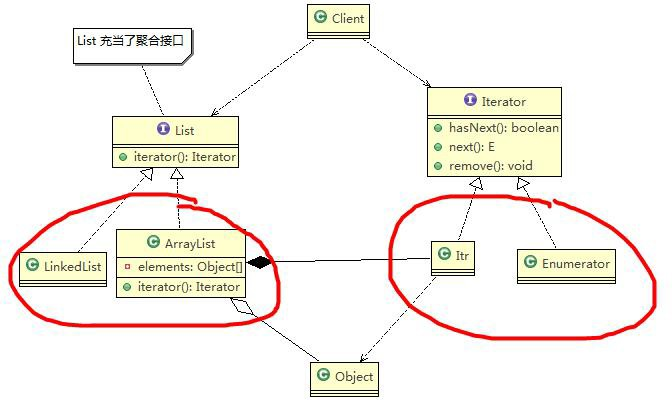 Client
List 充当了聚合接口
Iterator
hasNext(): boolean
next(): E
remove(): void
List
iterator(): Iterator
ArrayList
elements: Object[]
iterator(): Iterator
LinkedList
Itr
Enumerator
Object